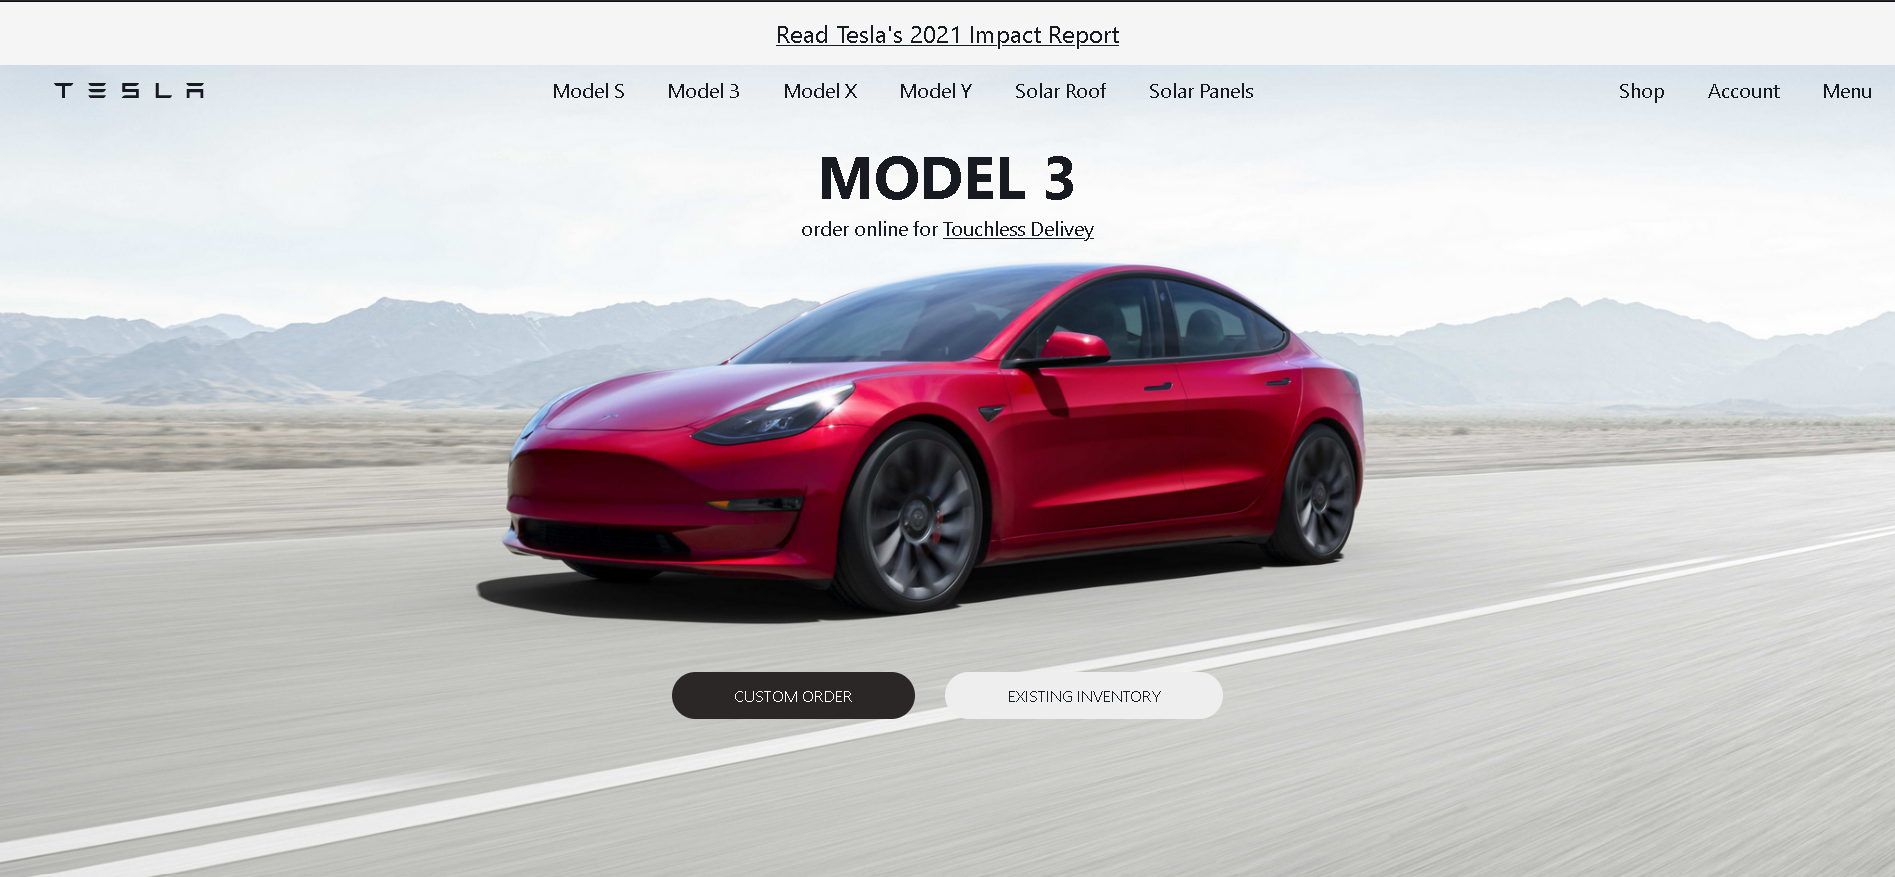 Read Tesla's 2021 Impact Report
TESLA Model S Model 3 Model X Model Y Solar Roof Solar Panels Shop Account Menu
MODEL 3
order online for Touchless Delivey
CUSTOM ORDER EXISTING INVENTORY